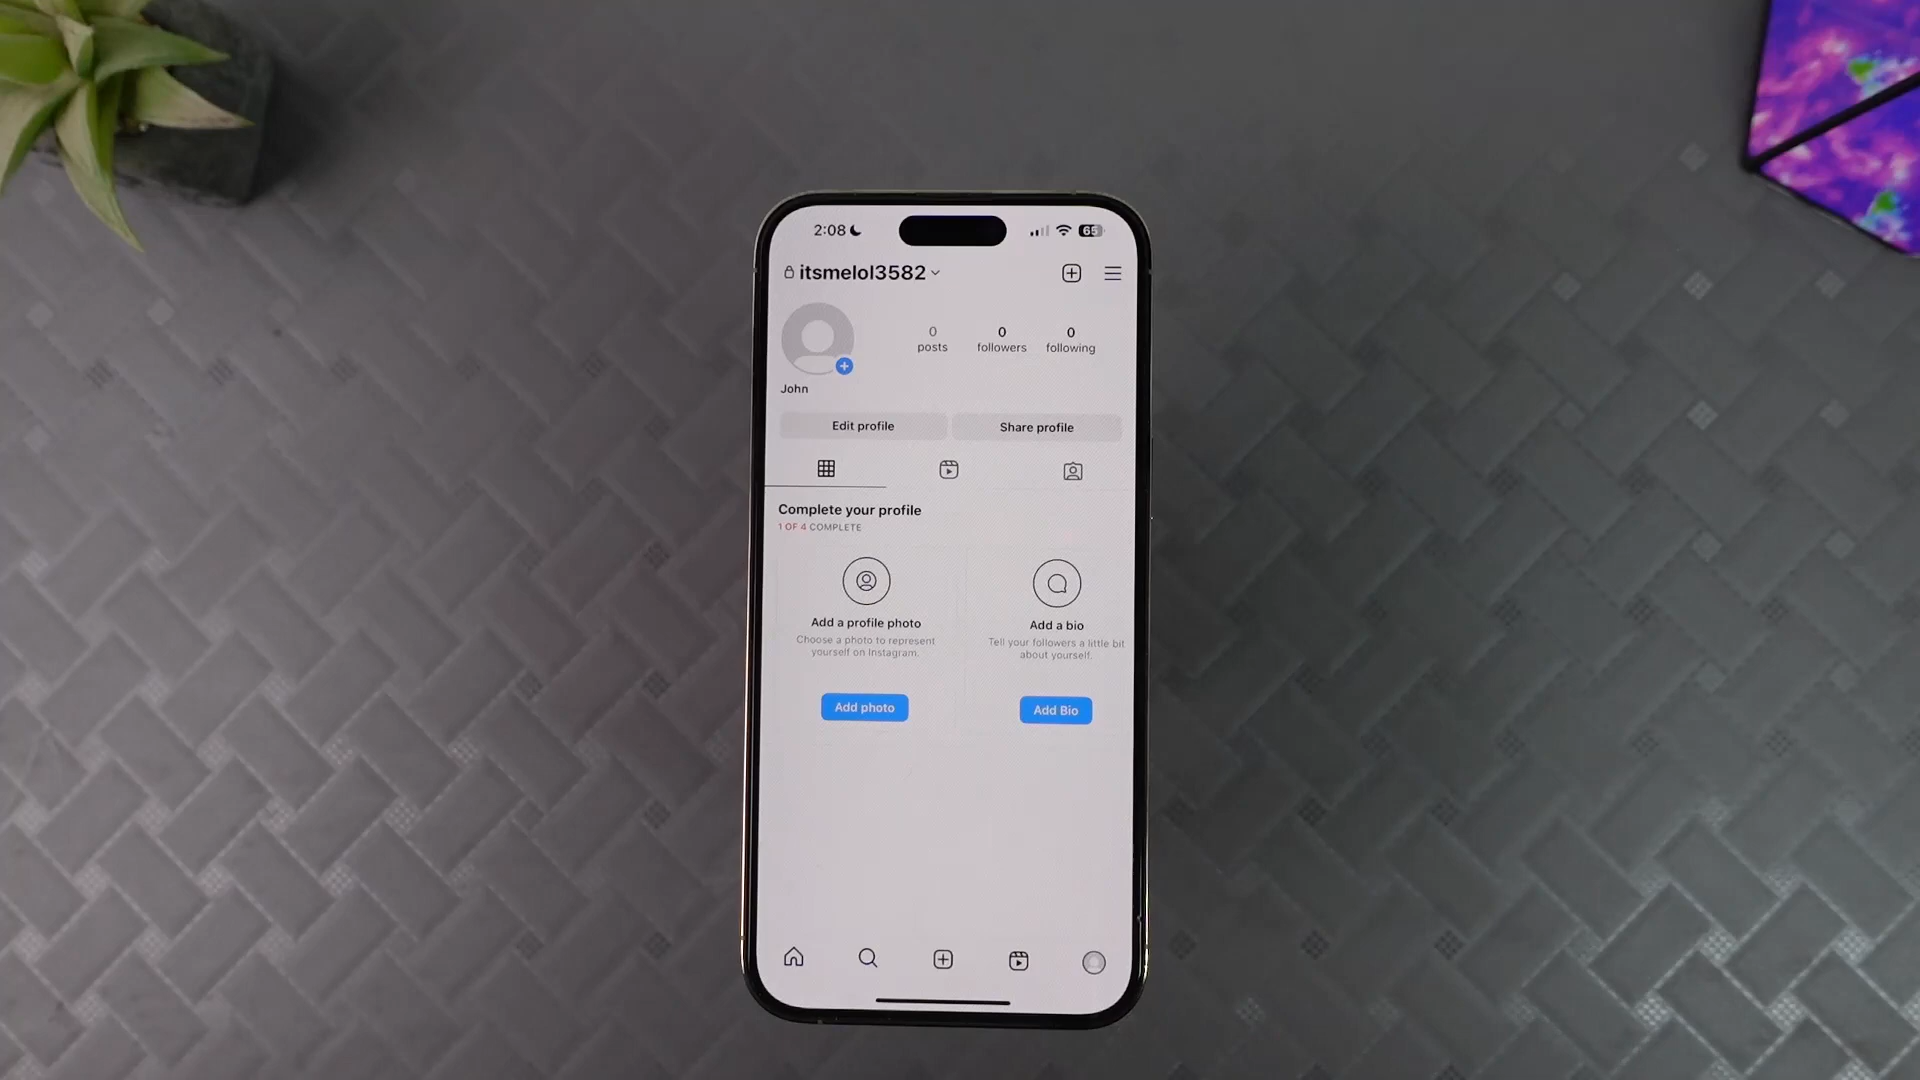 2:08
65
itsmelol3582
0 0 0
posts followers following
John
Edit profile Share profile
Complete your profile
1 OF 4 COMPLETE
Add a profile photo
Choose a photo to represent
yourself on Instagram.
Add photo
Add a bio
Tell your followers a little bit
about yourself.
Add Bio